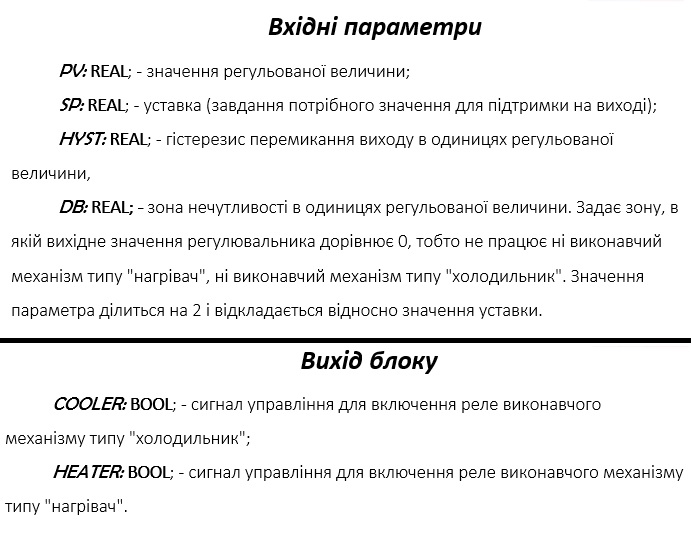 Вхідні параметри
PV: REAL; - значення регульованої величини;
SP: REAL; - уставка (завдання потрібного значення для підтримки на виході);
HYST: REAL; - гістерезис перемикання виходу в одиницях регульованої
величини,
DB: REAL; – зона нечутливості в одиницях регульованої величини. Задає зону, в
якій вихідне значення регулювальника дорівнює 0, тобто не працює ні виконавчий
механізм типу "нагрівач", ні виконавчий механізм типу "холодильник". Значення
параметра ділиться на 2 і відкладається відносно значення уставки.
Вихід блоку
COOLER: BOOL; - сигнал управління для включення реле виконавчого
механізму типу "холодильник";
HEATER: BOOL; - сигнал управління для включення реле виконавчого механізму
типу "нагрівач".